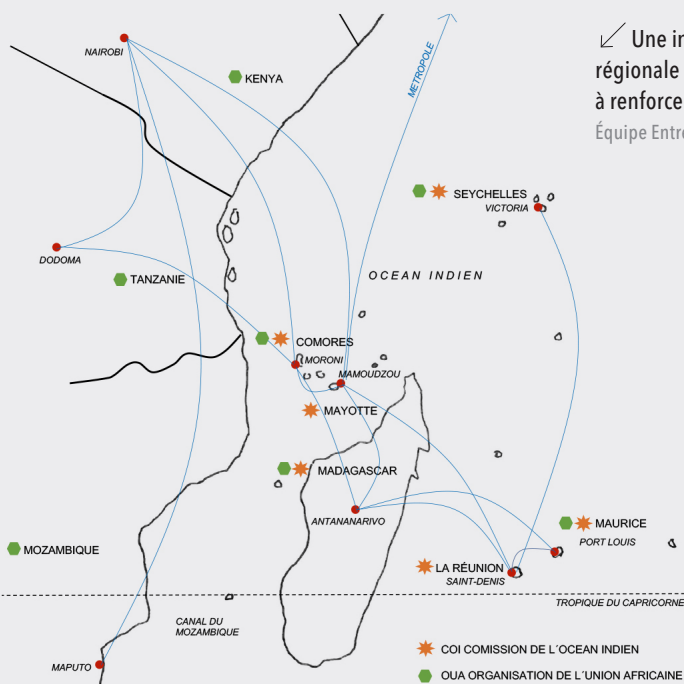 Une
régionale
à renforce
Équipe Entr
METROPOLE
NAIROBI
KENYA
SEYCHELLES
VICTORIA
DODOMA
OCEAN INDIEN
TANZANIE
COMORES
MORONI
MAMOUDZOU
MAYOTTE
MADAGASCAR
ANTANANARIVO
MAURICE
PORT LOUIS
MOZAMBIQUE
LA RÉUNION
SAINT-DENIS
TROPIQUE DU CAPRICORNE
CANAL DU
MOZAMBIQUE
COI COMISSION DE L´OCEAN INDIEN
MAPUTO
OUA ORGANISATION DE L´UNION AFRICAINE